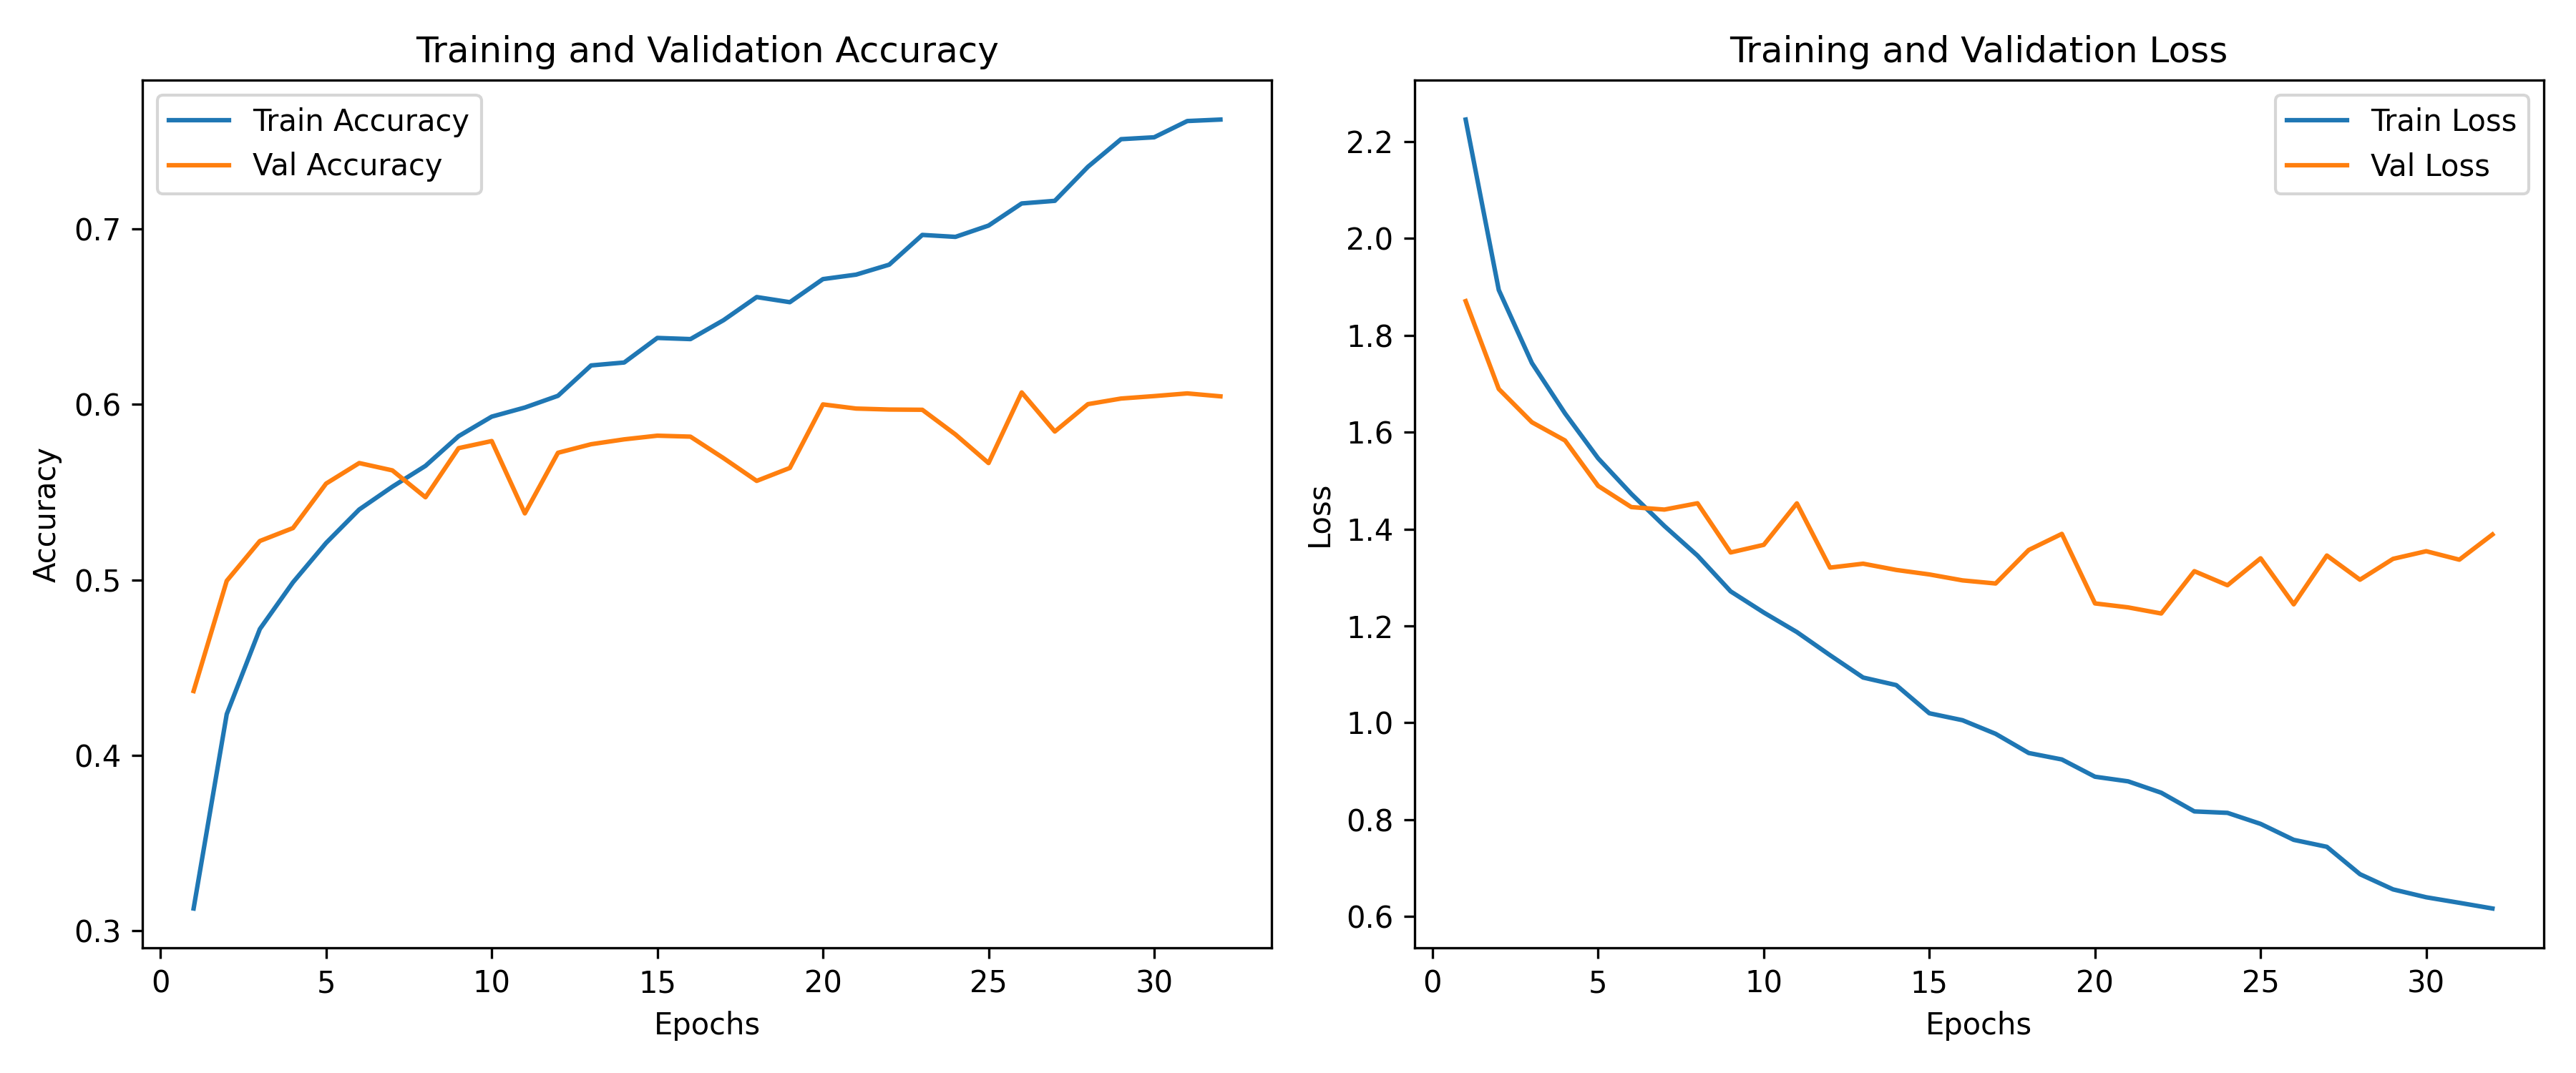 Training and Validation Accuracy
Train Accuracy
Val Accuracy
0.7
0.6
0.5
0.4
0.3
Accuracy
0 5 10 15 20 25 30
Epochs
Training and Validation Loss
Train Loss
Val Loss
2.2
2.0
1.8
1.6
1.4
1.2
1.0
0.8
0.6
Loss
0 5 10 15 20 25 30
Epochs